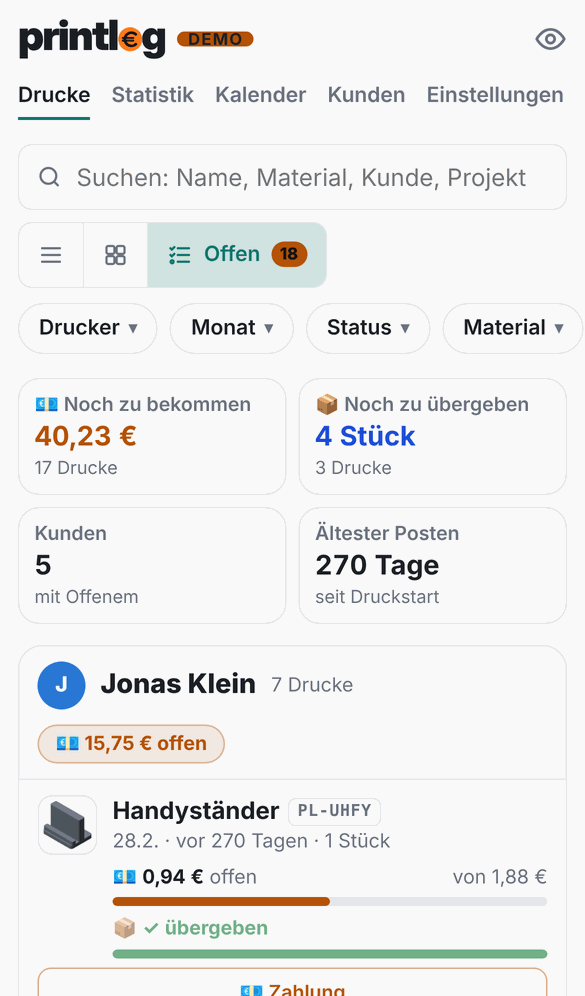 printl€g DEMO
Drucke Statistik Kalender Kunden Einstellungen
Suchen: Name, Material, Kunde, Projekt
Offen 18
Drucker ▾ Monat ▾ Status ▾ Material ▾
💶 Noch zu bekommen
40,23 €
17 Drucke
📦 Noch zu übergeben
4 Stück
3 Drucke
Kunden
5
mit Offenem
Ältester Posten
270 Tage
seit Druckstart
J Jonas Klein 7 Drucke
💶 15,75 € offen
Handyständer PL-UHFY
28.2. · vor 270 Tagen · 1 Stück
💶 0,94 € offen von 1,88 €
📦 ✓ übergeben
💶 Zahlung